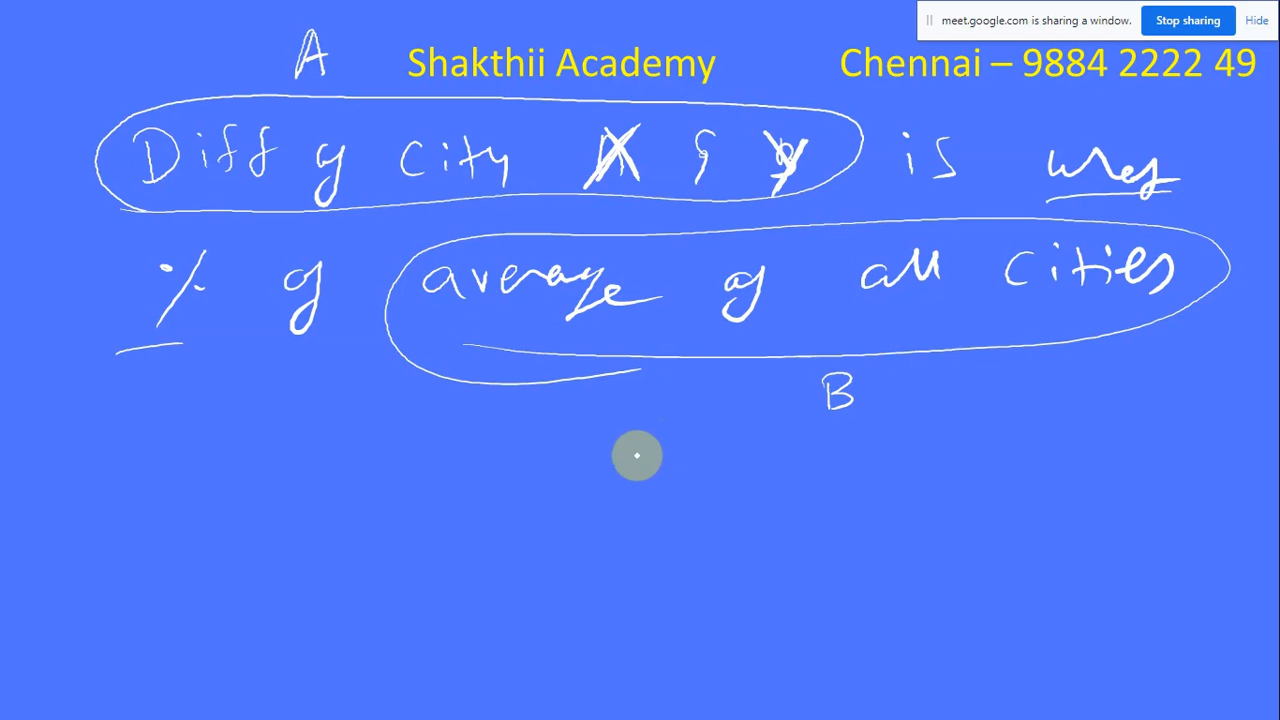 meet.google.com is sharing a window. Stop sharing Hide
A Shakthii Academy Chennai – 9884 2222 49
Diff of city X & Y is what
% of average of all cities
B